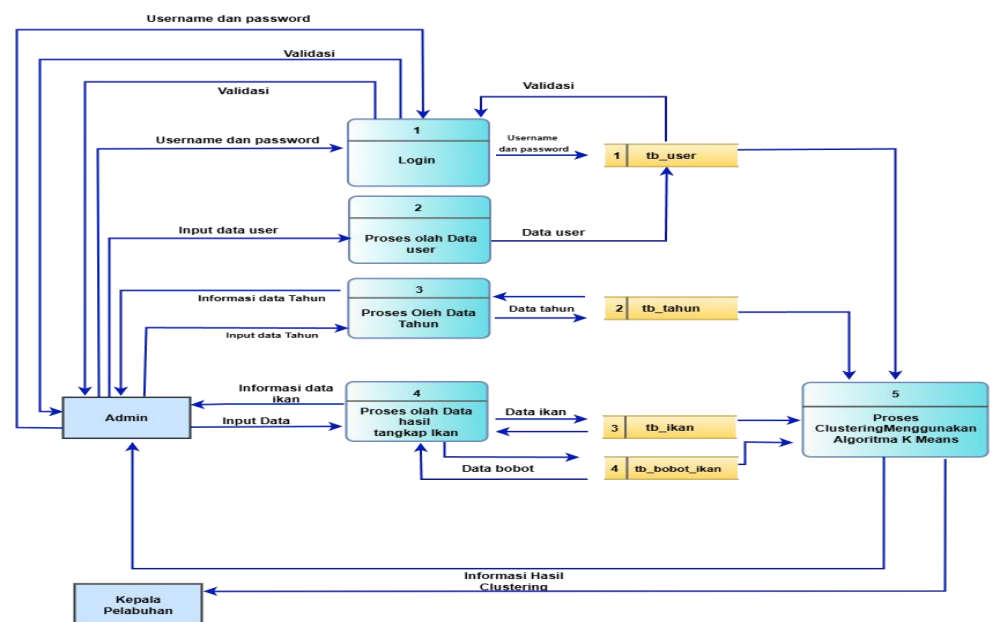 Username dan password
Validasi
Validasi
Validasi
Username dan password
1
Login
Username
dan password
1 tb_user
2
Proses olah Data
user
Input data user
Data user
3
Proses Oleh Data
Tahun
Informasi data Tahun
Data tahun
2 tb_tahun
Input data Tahun
4
Proses olah Data
hasil
tangkap Ikan
Informasi data
ikan
Admin
Input Data
Data ikan
3 tb_ikan
Data bobot
4 tb_bobot_ikan
5
Proses
ClusteringMenggunakan
Algoritma K Means
Informasi Hasil
Clustering
Kepala
Pelabuhan